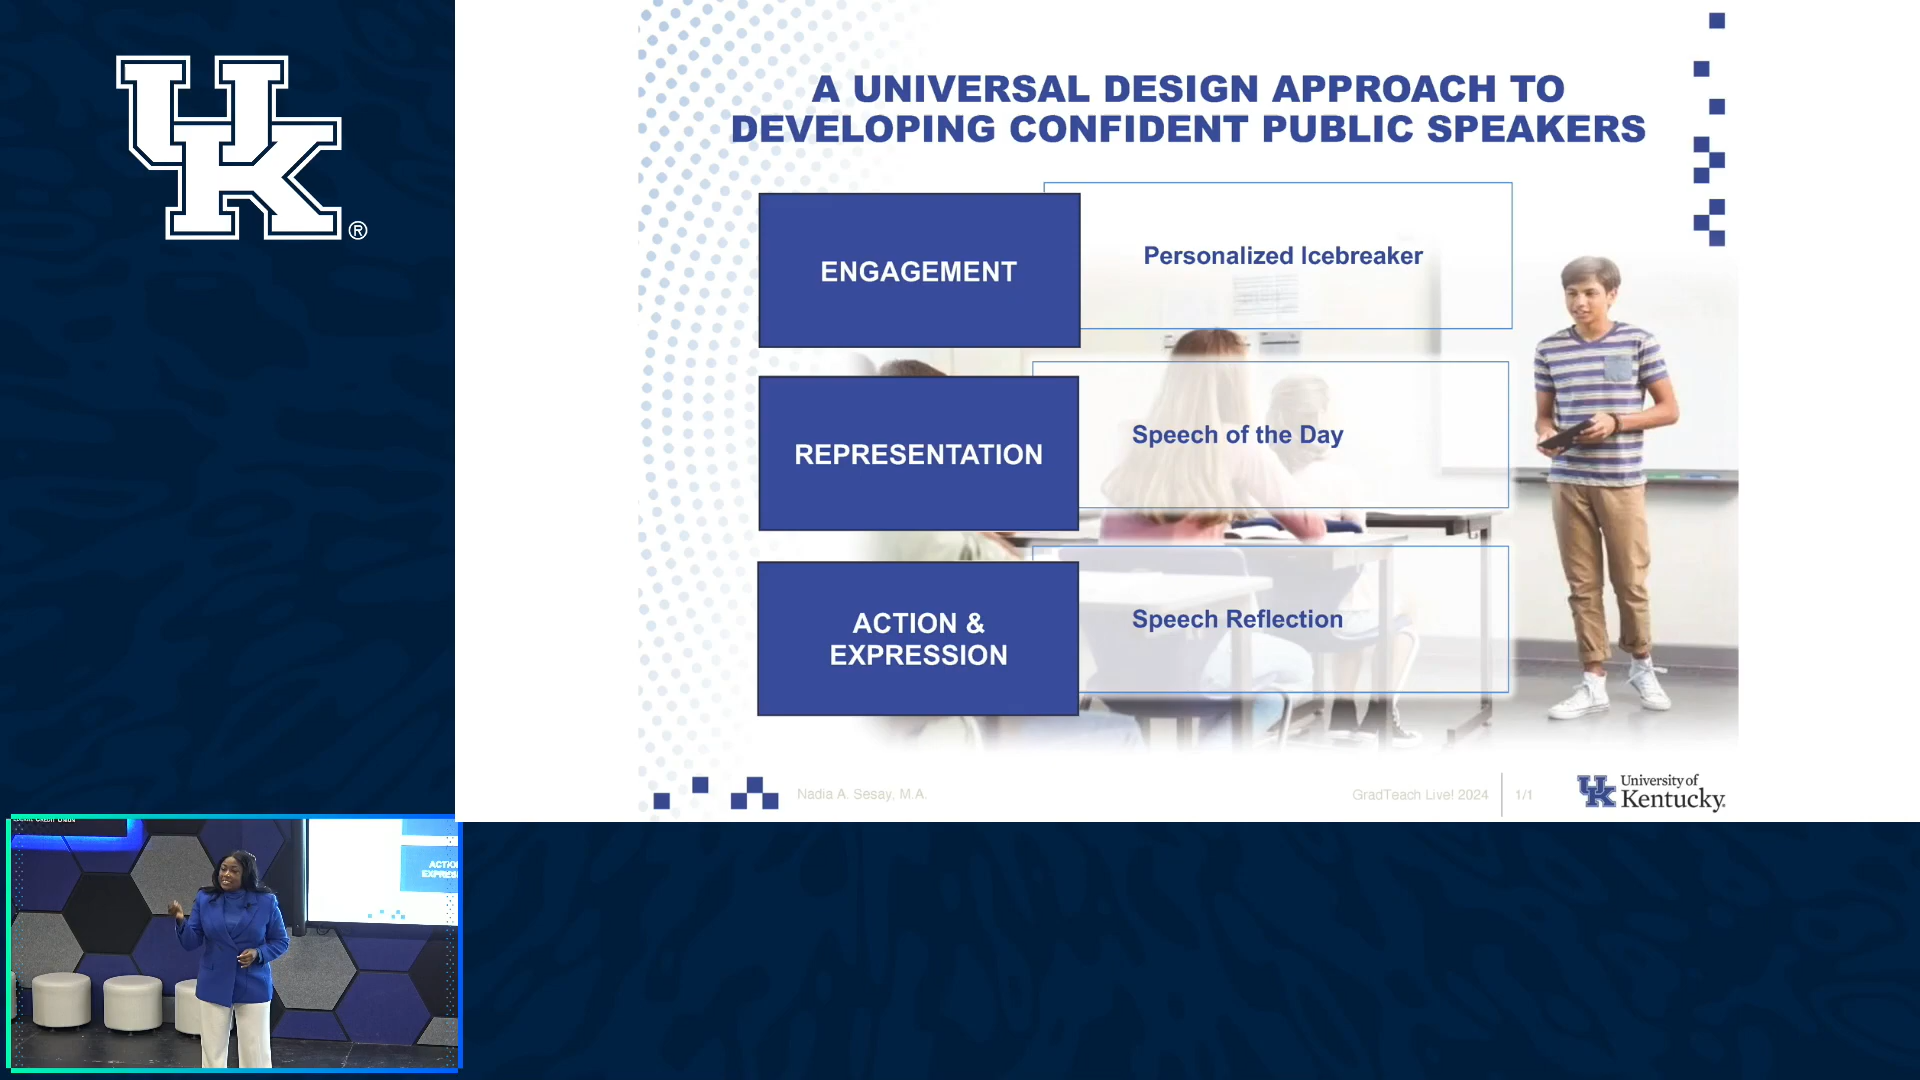 UK®
A UNIVERSAL DESIGN APPROACH TO
DEVELOPING CONFIDENT PUBLIC SPEAKERS
ENGAGEMENT
Personalized Icebreaker
REPRESENTATION
Speech of the Day
ACTION &
EXPRESSION
Speech Reflection
Nadia A. Sesay, M.A.
GradTeach Live! 2024
1/1
UK
University of
Kentucky.